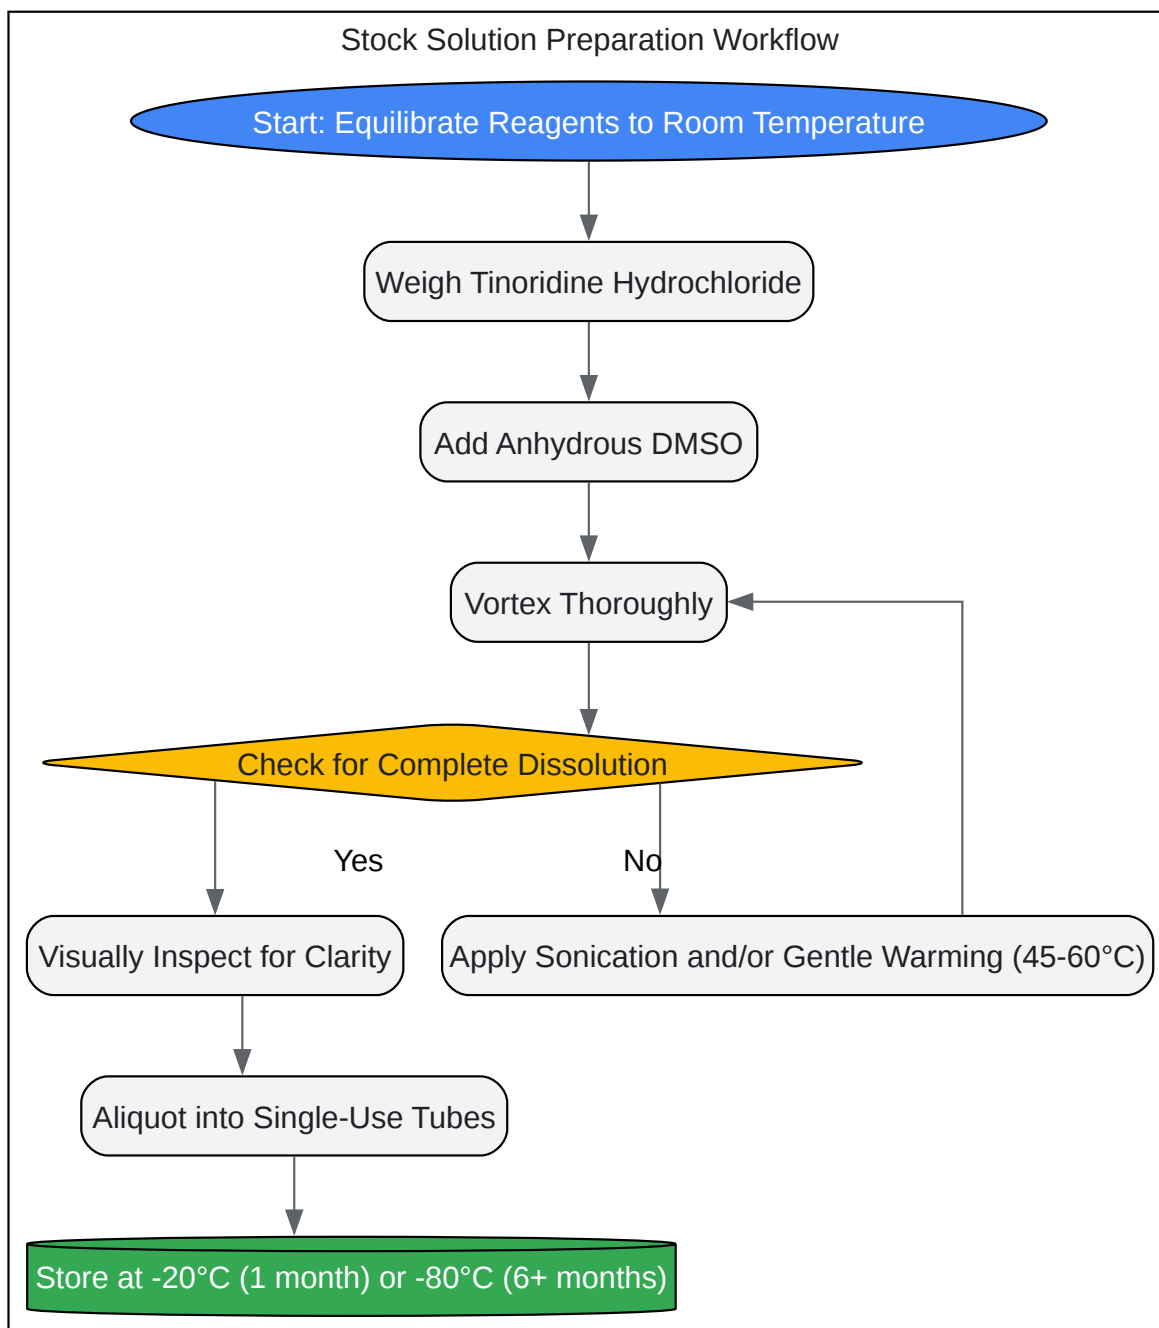 Stock Solution Preparation Workflow
Start: Equilibrate Reagents to Room Temperature
Weigh Tinoridine Hydrochloride
Add Anhydrous DMSO
Vortex Thoroughly
Check for Complete Dissolution
Yes
No
Visually Inspect for Clarity
Apply Sonication and/or Gentle Warming (45-60°C)
Aliquot into Single-Use Tubes
Store at -20°C (1 month) or -80°C (6+ months)